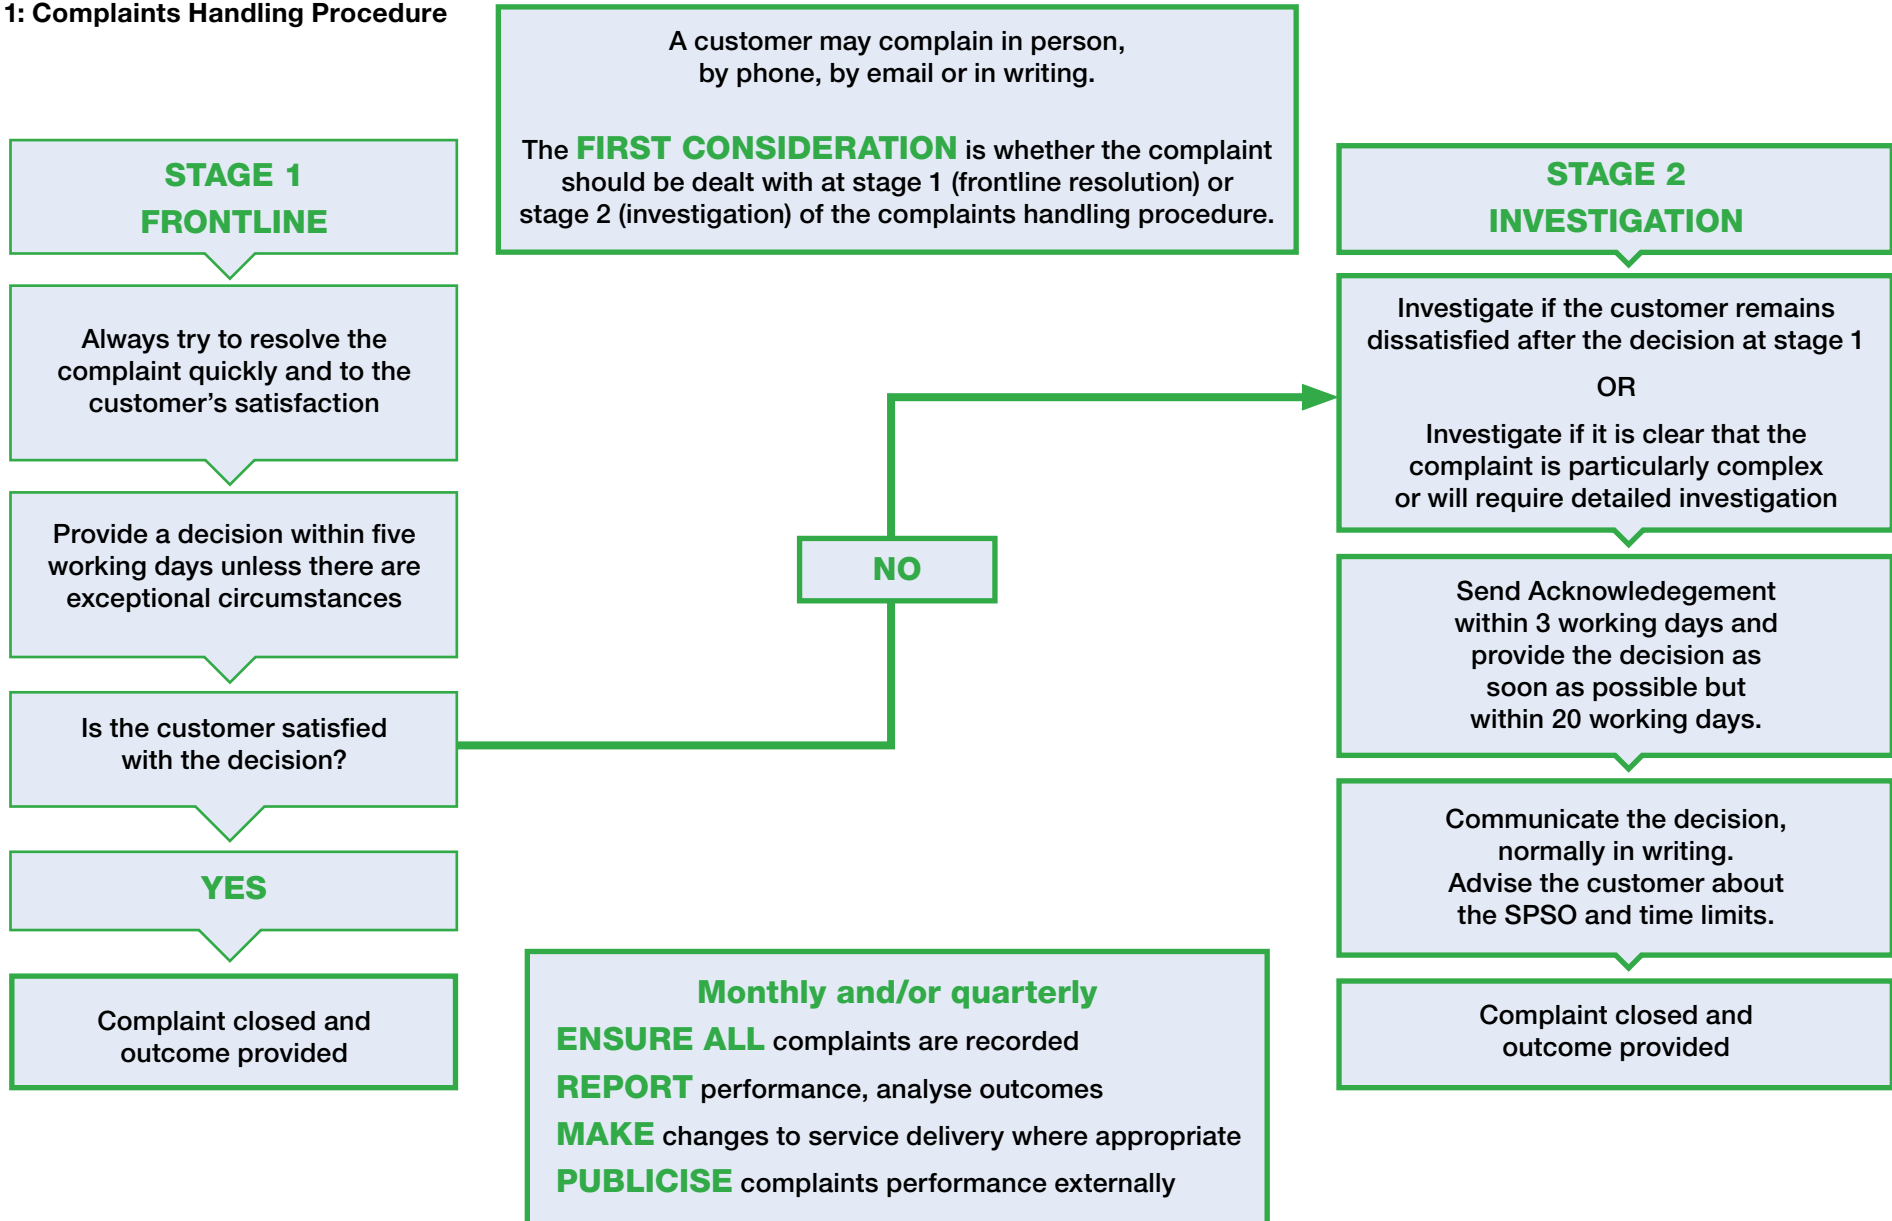 1: Complaints Handling Procedure
A customer may complain in person,
by phone, by email or in writing.
The FIRST CONSIDERATION is whether the complaint
should be dealt with at stage 1 (frontline resolution) or
stage 2 (investigation) of the complaints handling procedure.
STAGE 1
FRONTLINE
Always try to resolve the
complaint quickly and to the
customer’s satisfaction
Provide a decision within five
working days unless there are
exceptional circumstances
Is the customer satisfied
with the decision?
YES
Complaint closed and
outcome provided
NO
STAGE 2
INVESTIGATION
Investigate if the customer remains
dissatisfied after the decision at stage 1
OR
Investigate if it is clear that the
complaint is particularly complex
or will require detailed investigation
Send Acknowledegement
within 3 working days and
provide the decision as
soon as possible but
within 20 working days.
Communicate the decision,
normally in writing.
Advise the customer about
the SPSO and time limits.
Complaint closed and
outcome provided
Monthly and/or quarterly
ENSURE ALL complaints are recorded
REPORT performance, analyse outcomes
MAKE changes to service delivery where appropriate
PUBLICISE complaints performance externally